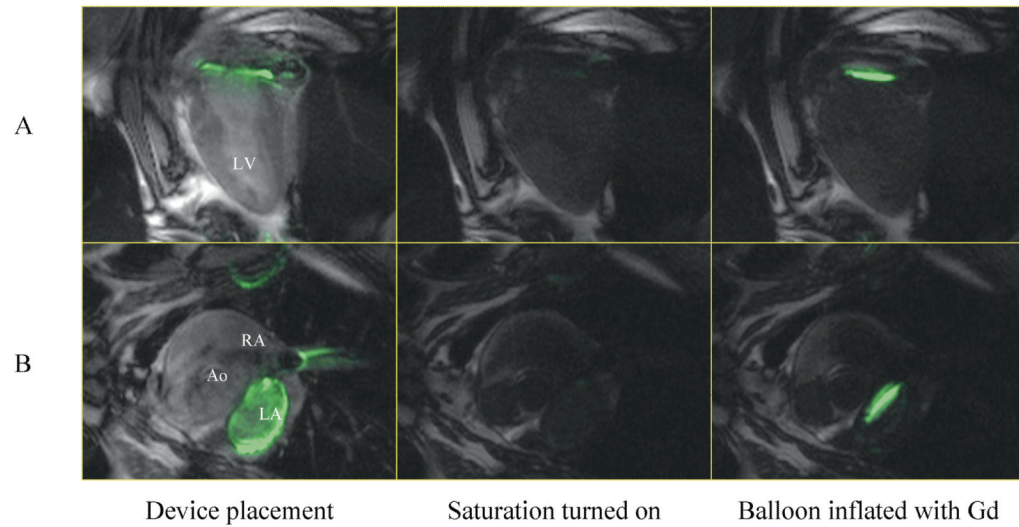 A
LV
B
RA
Ao
LA
Device placement
Saturation turned on
Balloon inflated with Gd